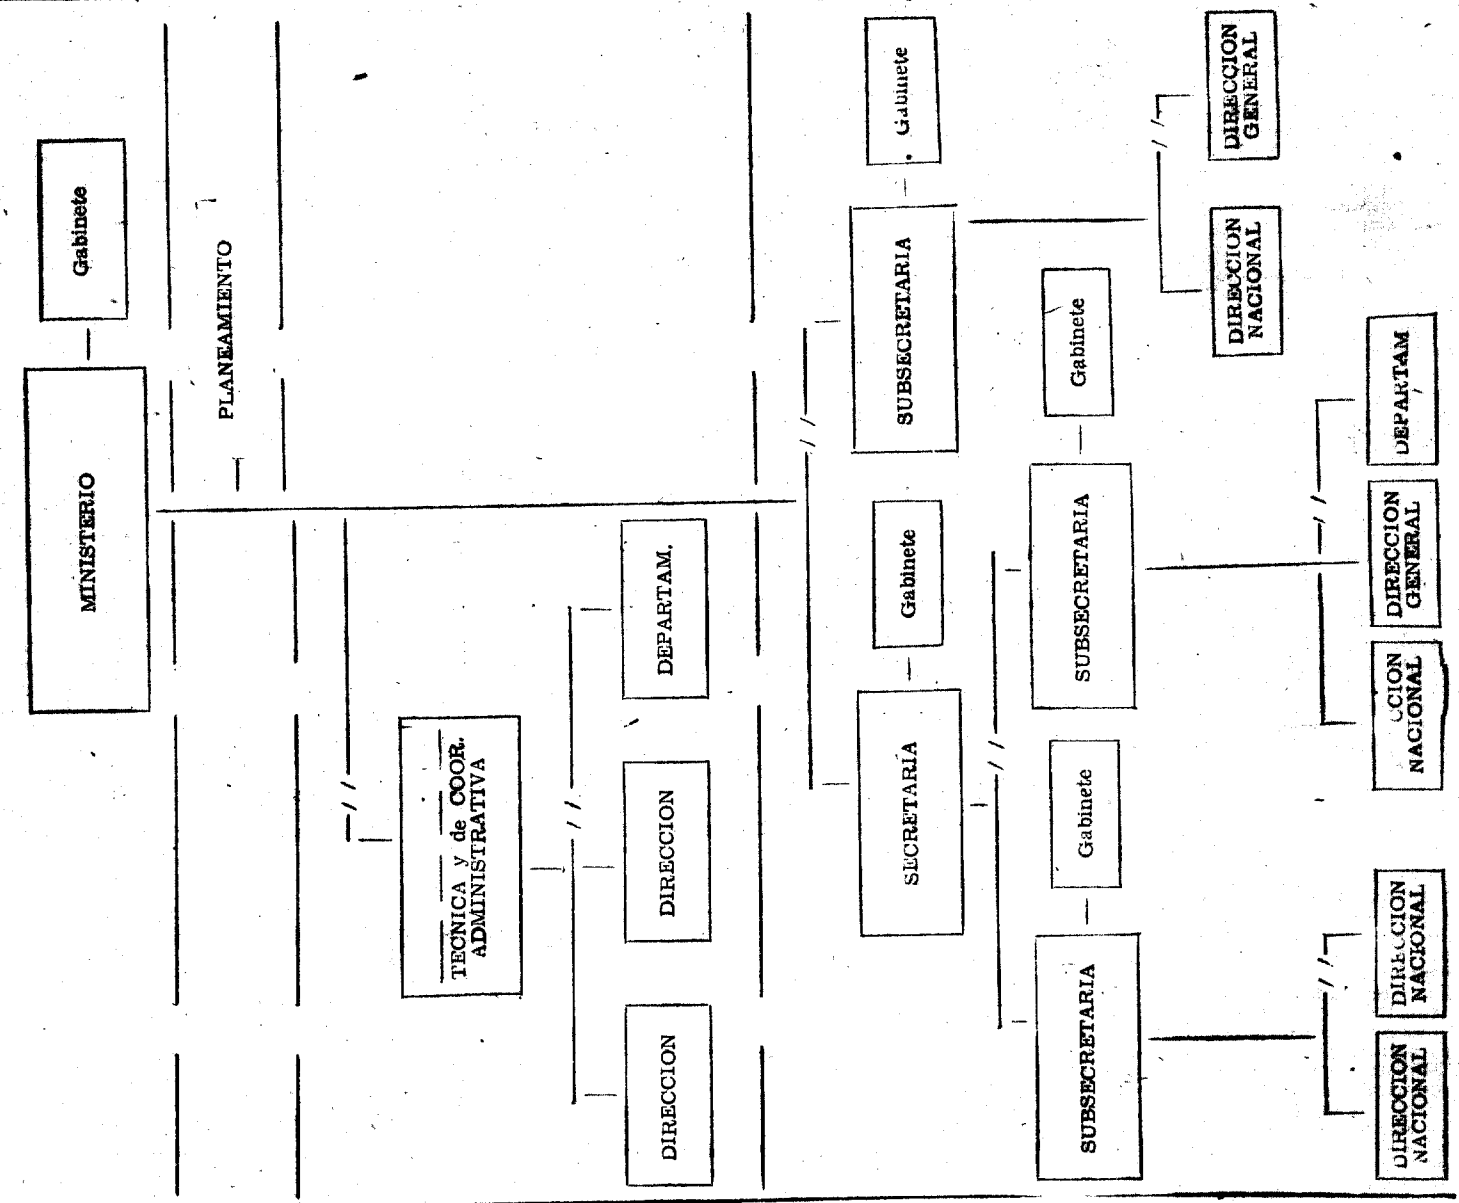 MINISTERIO
Gabinete
PLANEAMIENTO
TECNICA y de COOR.
ADMINISTRATIVA
DIRECCION
DIRECCION
DEPARTAM.
SECRETARIA
Gabinete
SUBSECRETARIA
Gabinete
SUBSECRETARIA
Gabinete
SUBSECRETARIA
Gabinete
DIRECCION
NACIONAL
DIRECCION
GENERAL
DIRECCION
NACIONAL
DIRECCION
NACIONAL
CCION
NACIONAL
DIRECCION
GENERAL
DEPARTAM